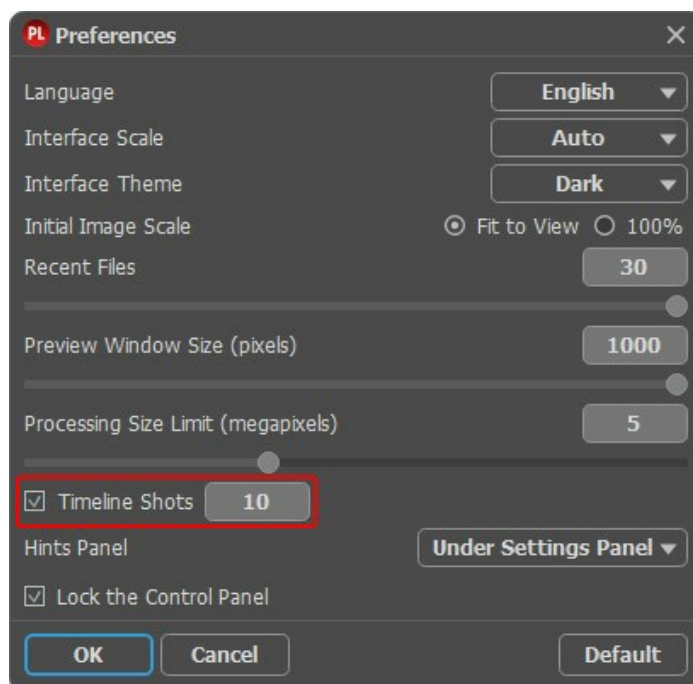 PL Preferences
Language English
Interface Scale Auto
Interface Theme Dark
Initial Image Scale Fit to View 100%
Recent Files 30
Preview Window Size (pixels) 1000
Processing Size Limit (megapixels) 5
Timeline Shots 10
Hints Panel Under Settings Panel
Lock the Control Panel
OK Cancel Default